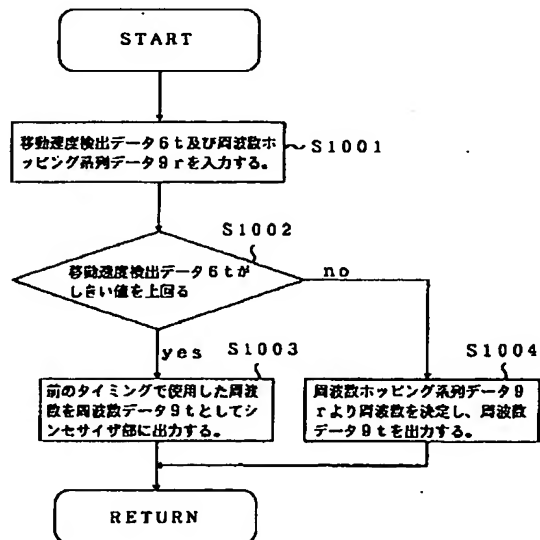 START
移動速度検出データ6t及び周波数ホ
ッピング系列データ9rを入力する。
S1001
S1002
移動速度検出データ6tが
しきい値を上回る
no
yes
S1003
S1004
前のタイミングで使用した周波
数を周波数データ9tとしてシ
ンセサイザ部に出力する。
周波数ホッピング系列データ9
rより周波数を決定し、周波数
データ9tを出力する。
RETURN